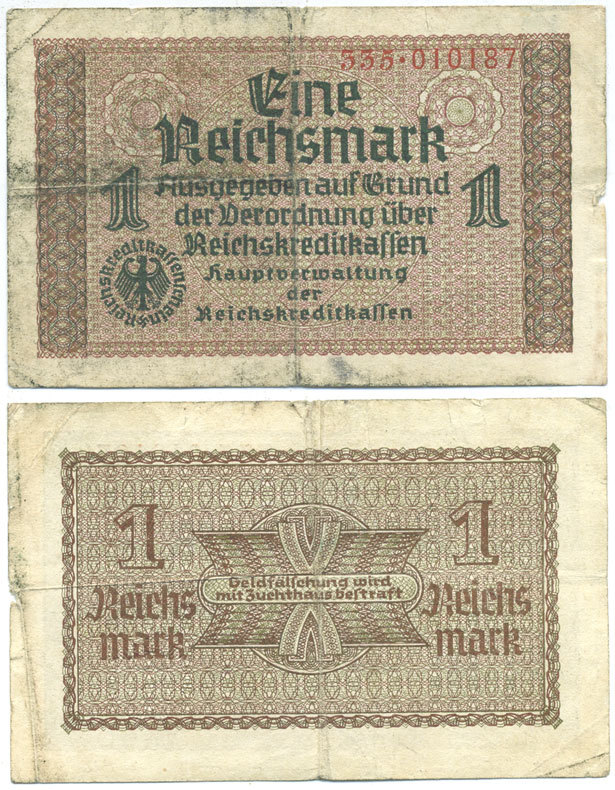 335·010187
Eine
Reichsmark
1
1
Ausgegeben auf Grund
der Verordnung über
Reichskreditkassen
Hauptverwaltung
der
Reichskreditkassen
Reichskreditkassenscheine
1
1
Geldfälschung wird
mit Zuchthaus bestraft
Reichs
mark
Reichs
mark